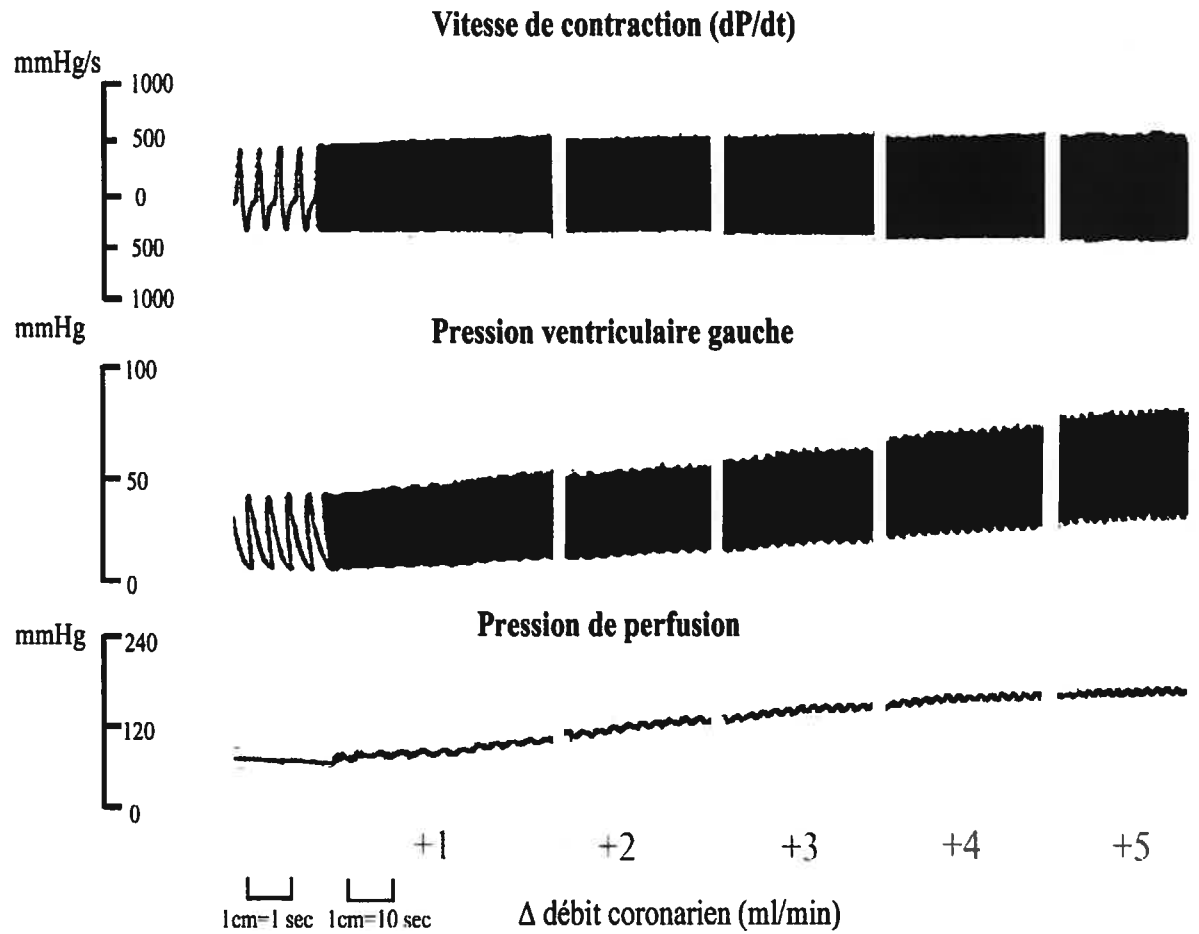 Vitesse de contraction (dP/dt)
mmHg/s
1000
500
0
500
1000
mmHg
Pression ventriculaire gauche
100
50
0
mmHg
Pression de perfusion
240
120
0
+1 +2 +3 +4 +5
1cm=1 sec 1cm=10 sec Δ débit coronarien (ml/min)